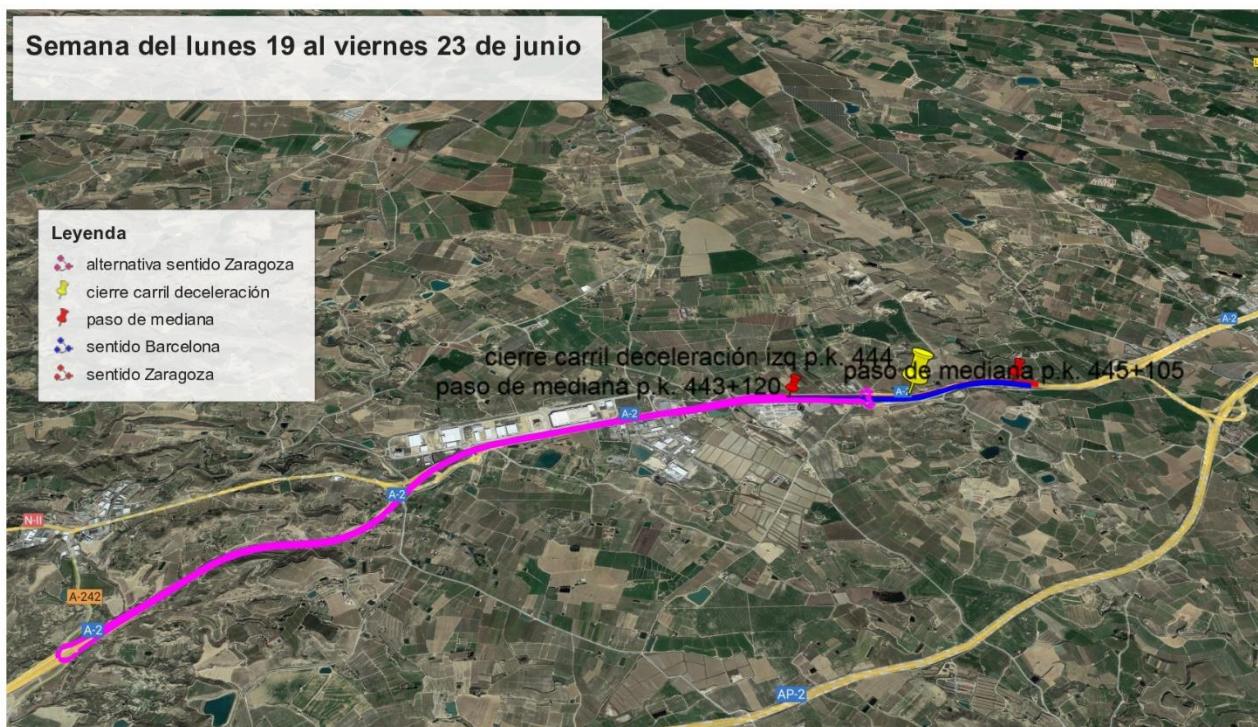 Semana del lunes 19 al viernes 23 de junio
Leyenda
alternativa sentido Zaragoza
cierre carril deceleración
paso de mediana
sentido Barcelona
sentido Zaragoza
A-2
cierre carril deceleración izq p.k. 444
paso de mediana p.k. 445+105
paso de mediana p.k. 443+120
A-2
A-2
N-II
A-242
A-2
AP-2